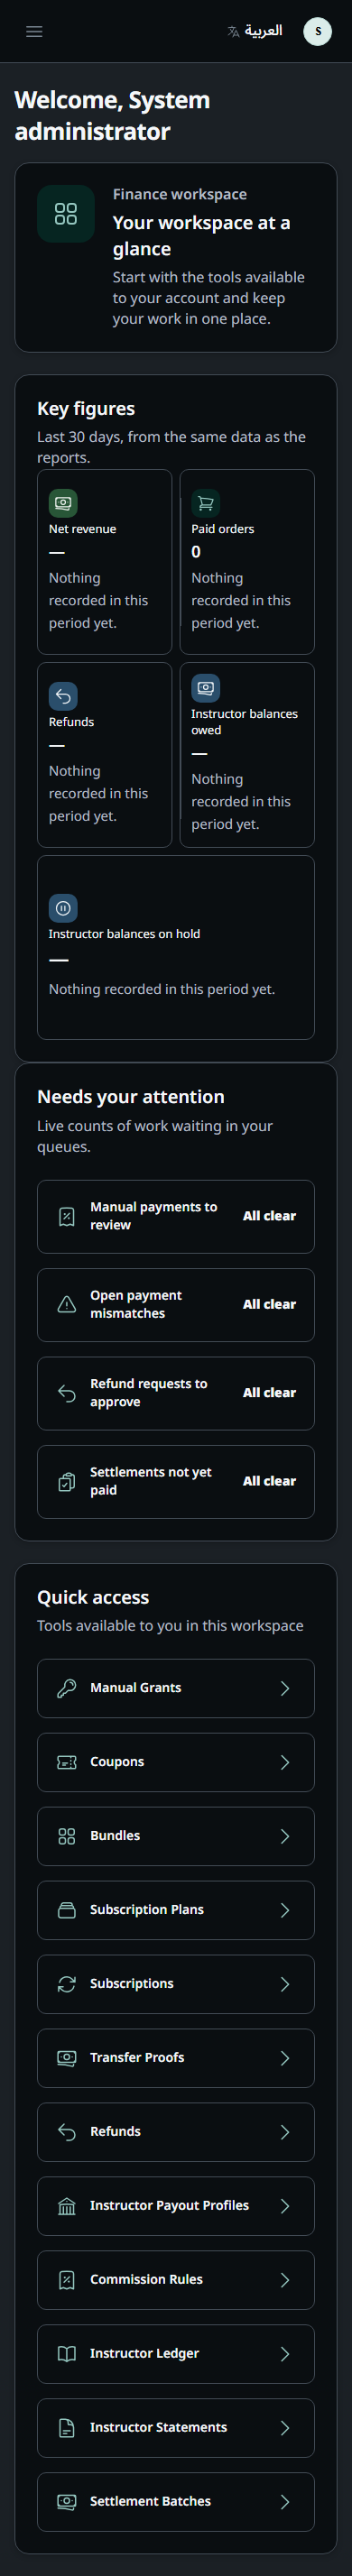 العربية
S
Welcome, System
administrator
Finance workspace
Your workspace at a
glance
Start with the tools available
to your account and keep
your work in one place.
Key figures
Last 30 days, from the same data as the
reports.
Net revenue
—
Nothing
recorded in this
period yet.
Paid orders
0
Nothing
recorded in this
period yet.
Refunds
—
Nothing
recorded in this
period yet.
Instructor balances
owed
—
Nothing
recorded in this
period yet.
Instructor balances on hold
—
Nothing recorded in this period yet.
Needs your attention
Live counts of work waiting in your
queues.
Manual payments to
review
All clear
Open payment
mismatches
All clear
Refund requests to
approve
All clear
Settlements not yet
paid
All clear
Quick access
Tools available to you in this workspace
Manual Grants
Coupons
Bundles
Subscription Plans
Subscriptions
Transfer Proofs
Refunds
Instructor Payout Profiles
Commission Rules
Instructor Ledger
Instructor Statements
Settlement Batches